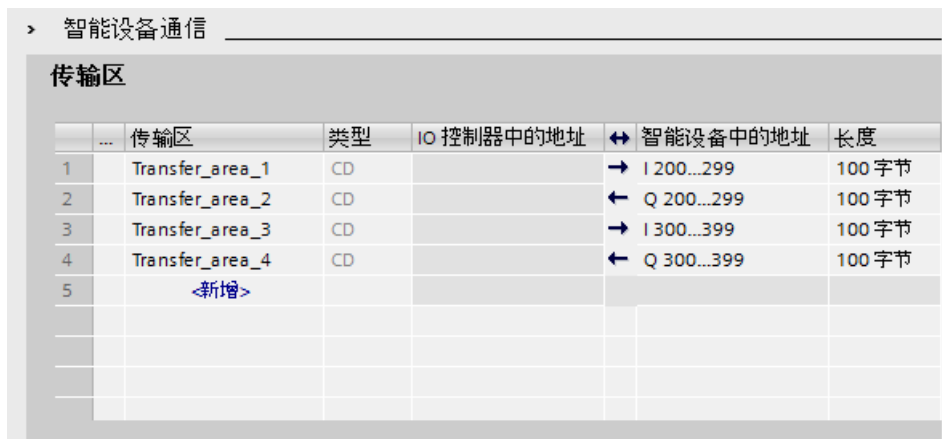 › 智能设备通信
传输区
... 传输区 类型 IO 控制器中的地址 ↔ 智能设备中的地址 长度
1 Transfer_area_1 CD → I 200...299 100 字节
2 Transfer_area_2 CD ← Q 200...299 100 字节
3 Transfer_area_3 CD → I 300...399 100 字节
4 Transfer_area_4 CD ← Q 300...399 100 字节
5 <新增>